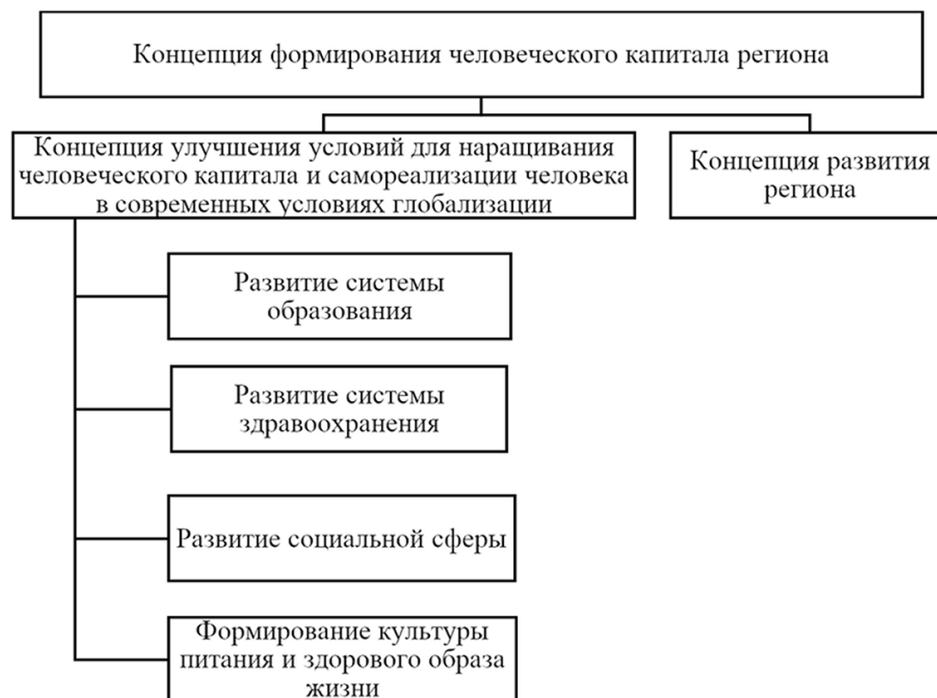 Концепция формирования человеческого капитала региона
Концепция улучшения условий для наращивания
человеческого капитала и самореализации человека
в современных условиях глобализации
Концепция развития
региона
Развитие системы
образования
Развитие системы
здравоохранения
Развитие социальной сферы
Формирование культуры
питания и здорового образа
жизни